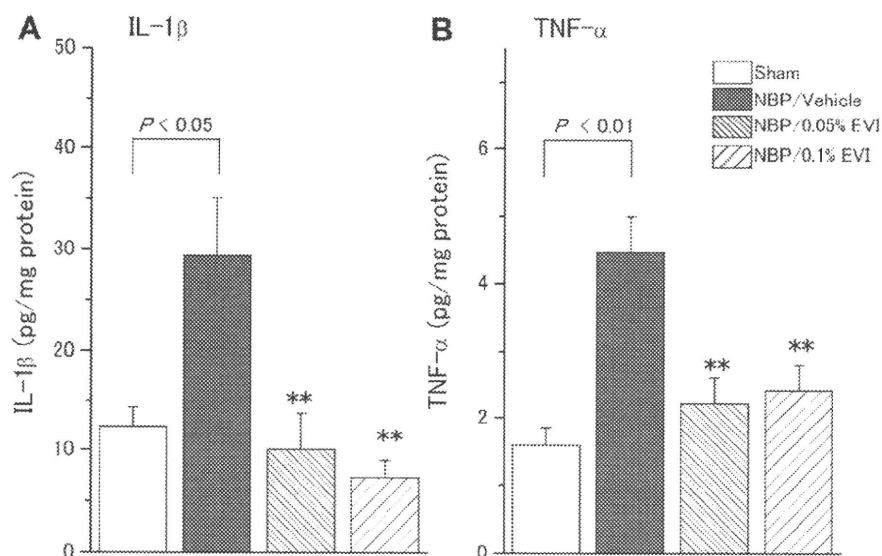 A IL-1β
50
40
30
20
10
0
IL-1β (pg/mg protein)
P < 0.05
**
**
B TNF-α
6
4
2
0
TNF-α (pg/mg protein)
P < 0.01
**
**
Sham
NBP/Vehicle
NBP/0.05% EVI
NBP/0.1% EVI